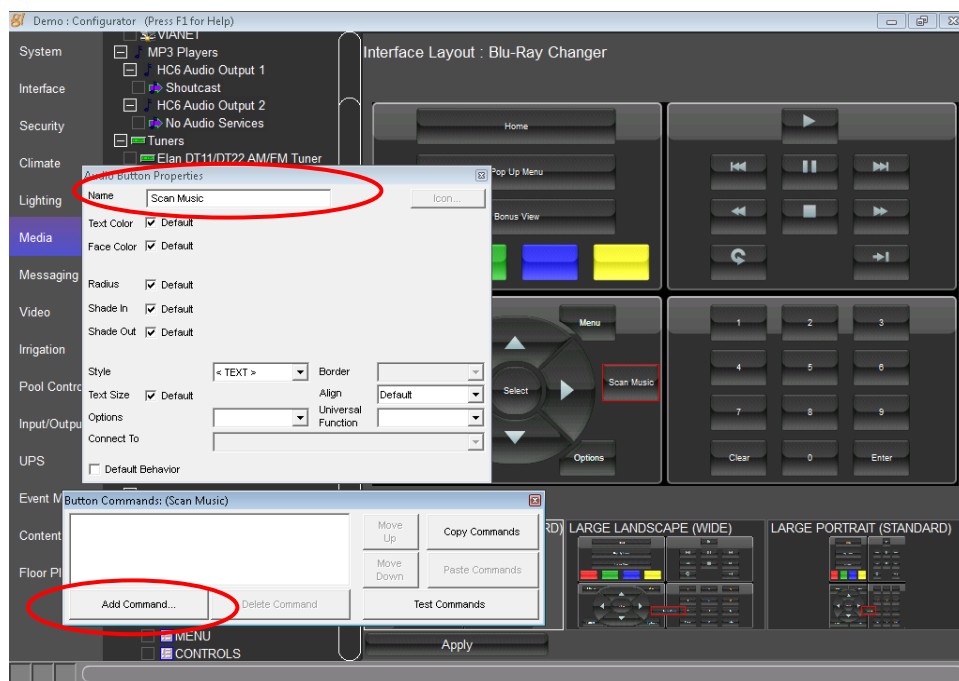 Demo : Configurator (Press F1 for Help)
System
Interface
Security
Climate
Lighting
Media
Messaging
Video
Irrigation
Pool Contro
Input/Outpu
UPS
Event M
Content
Floor Pl
VIANET
MP3 Players
HC6 Audio Output 1
Shoutcast
HC6 Audio Output 2
No Audio Services
Tuners
Elan DT11/DT22 AM/FM Tuner
MENU
CONTROLS
Interface Layout : Blu-Ray Changer
Home
Pop Up Menu
Bonus View
Menu
Select
Scan Music
Options
1
2
3
4
5
6
7
8
9
Clear
0
Enter
Audio Button Properties
Name
Scan Music
Icon...
Text Color
Default
Face Color
Default
Radius
Default
Shade In
Default
Shade Out
Default
Style
< TEXT >
Border
Text Size
Default
Align
Default
Options
Universal
Function
Connect To
Default Behavior
Button Commands: (Scan Music)
Move
Up
Copy Commands
Move
Down
Paste Commands
Add Command...
Delete Command
Test Commands
RD)
LARGE LANDSCAPE (WIDE)
LARGE PORTRAIT (STANDARD)
Apply